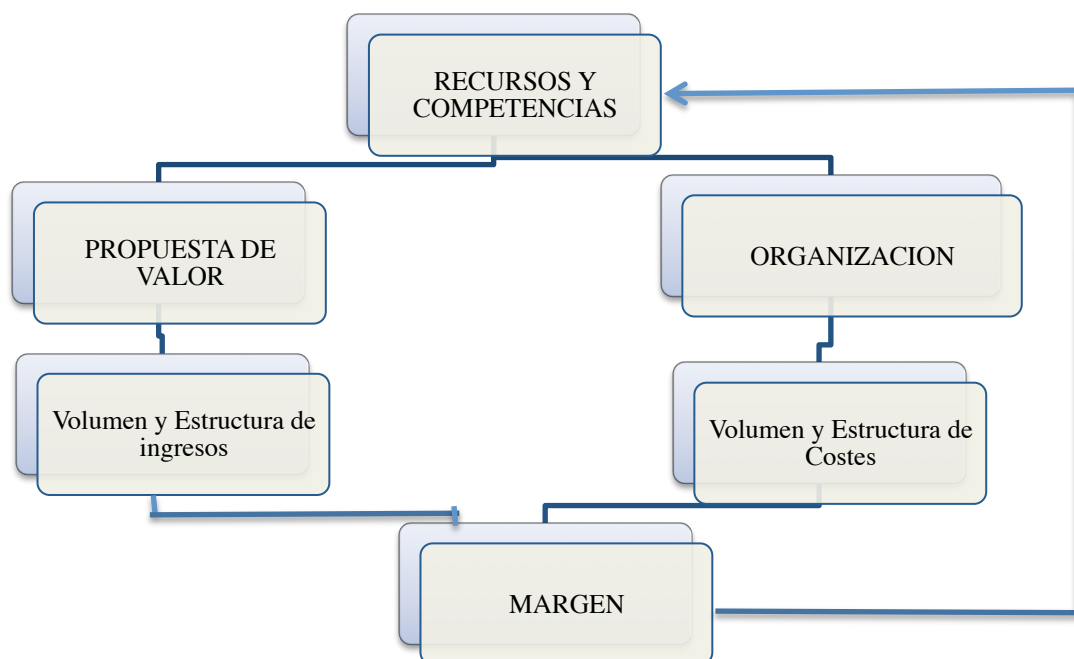 RECURSOS Y
COMPETENCIAS
PROPUESTA DE
VALOR
ORGANIZACION
Volumen y Estructura de
ingresos
Volumen y Estructura de
Costes
MARGEN